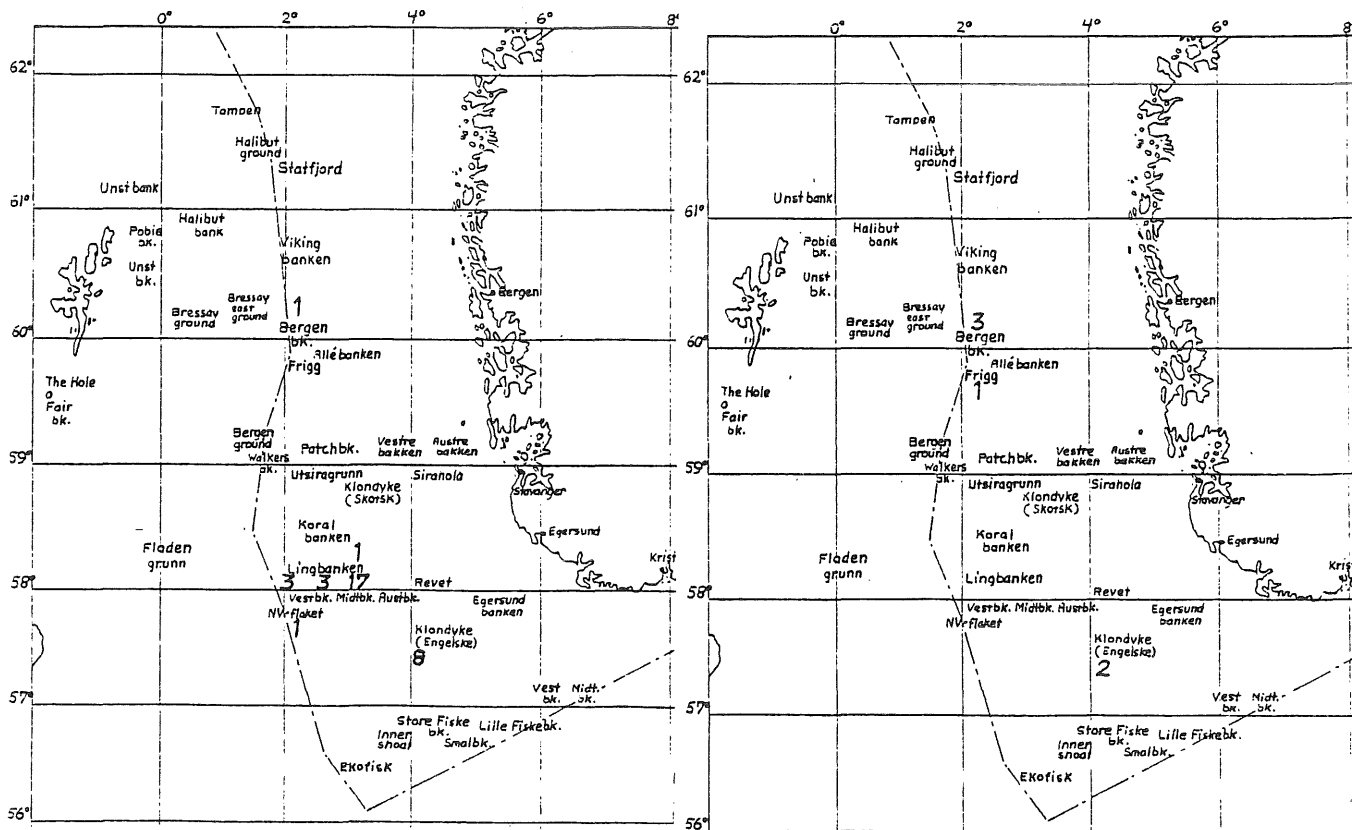 0° 2° 4° 6° 8°
62°
Tampen
Halibut
ground
Statfjord
Unst bank
61°
Halibut
bank
Pobie
bk.
Viking
banken
Unst
bk.
Bergen
Bressay
east
ground
Bressay
ground
1
Bergen
bk.
60°
Allébanken
Frigg
The Hole
Fair
bk.
Bergen
ground
Patchbk.
Vestre
bakken
Austre
bakken
59°
Walkers
bk.
Utsiragrunn
Sirahola
Klondyke
(Skotsk)
Stavanger
Koral
banken
Egersund
Fladen
grunn
1
Krist
Lingbanken
3 3 17
Revet
58°
Vestbk. Midtbk. Austbk.
Egersund
banken
NV-flaket
1
Klondyke
(Engelske)
8
Vest
bk.
Midt.
bk.
57°
Store Fiske
bk.
Lille Fiskebk.
Inner
shoal
Smalbk.
Ekofisk
56°
0° 2° 4° 6° 8°
62°
Tampen
Halibut
ground
Statfjord
Unst bank
61°
Halibut
bank
Pobie
bk.
Viking
banken
Unst
bk.
Bergen
Bressay
east
ground
Bressay
ground
3
Bergen
bk.
60°
Allébanken
Frigg
1
The Hole
Fair
bk.
Bergen
ground
Patchbk.
Vestre
bakken
Austre
bakken
59°
Walkers
bk.
Utsiragrunn
Sirahola
Klondyke
(Skotsk)
Stavanger
Koral
banken
Egersund
Fladen
grunn
Krist
Lingbanken
Revet
58°
Vestbk. Midtbk. Austbk.
Egersund
banken
NV-flaket
Klondyke
(Engelske)
2
Vest
bk.
Midt.
bk.
57°
Store Fiske
bk.
Lille Fiskebk.
Inner
shoal
Smalbk.
Ekofisk
56°